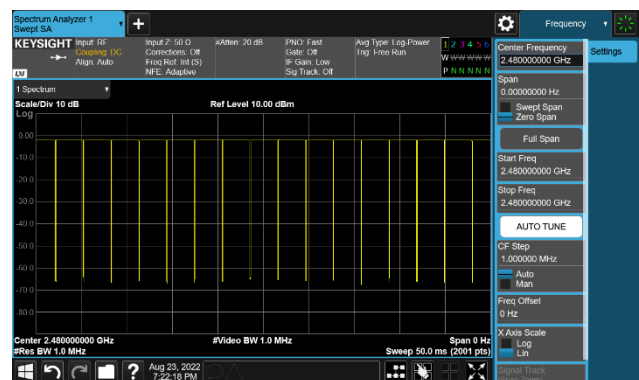 Spectrum Analyzer 1
Swept SA
Frequency
KEYSIGHT
Input: RF
Coupling: DC
Align: Auto
Input Z: 50 Ω
Corrections: Off
Freq Ref: Int (S)
NFE: Adaptive
#Atten: 20 dB
PNO: Fast
Gate: Off
IF Gain: Low
Sig Track: Off
Avg Type: Log-Power
Trig: Free Run
1 2 3 4 5 6
W W W W W W
P N N N N N
LXI
1 Spectrum
Scale/Div 10 dB
Ref Level 10.00 dBm
Log
0.00
-10.0
-20.0
-30.0
-40.0
-50.0
-60.0
-70.0
-80.0
Center 2.480000000 GHz
#Video BW 1.0 MHz
Span 0 Hz
#Res BW 1.0 MHz
Sweep 50.0 ms (2001 pts)
Aug 23, 2022
7:22:18 PM
Center Frequency
2.480000000 GHz
Settings
Span
0.00000000 Hz
Swept Span
Zero Span
Full Span
Start Freq
2.480000000 GHz
Stop Freq
2.480000000 GHz
AUTO TUNE
CF Step
1.000000 MHz
Auto
Man
Freq Offset
0 Hz
X Axis Scale
Log
Lin
Signal Track